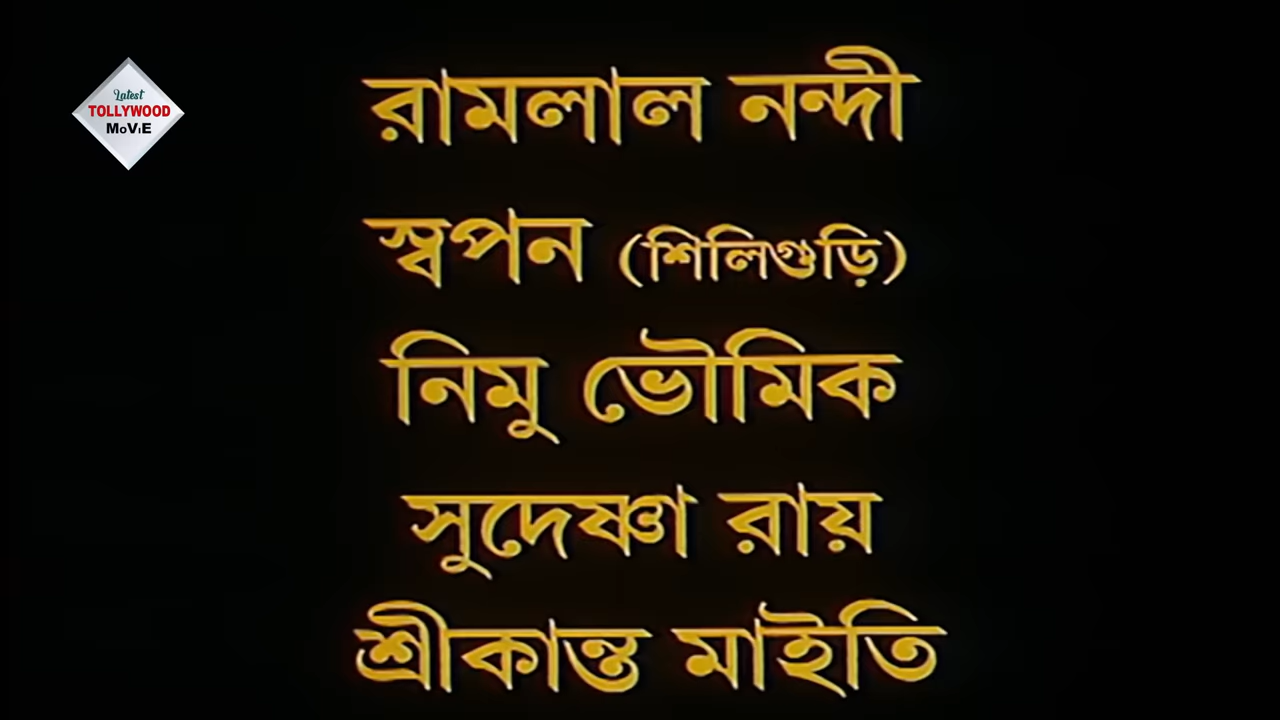 Latest
TOLLYWOOD
MoViE
রামলাল নন্দী
স্বপন (শিলিগুড়ি)
নিমু ভৌমিক
সুদেষ্ণা রায়
শ্রীকান্ত মাইতি